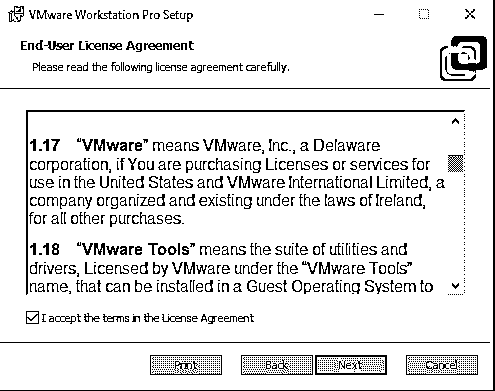 VMware Workstation Pro Setup
End-User License Agreement
Please read the following license agreement carefully.
1.17 “VMware” means VMware, Inc., a Delaware
corporation, if You are purchasing Licenses or services for
use in the United States and VMware International Limited, a
company organized and existing under the laws of Ireland,
for all other purchases.
1.18 “VMware Tools” means the suite of utilities and
drivers, Licensed by VMware under the “VMware Tools”
name, that can be installed in a Guest Operating System to
I accept the terms in the License Agreement
Print Back Next Cancel